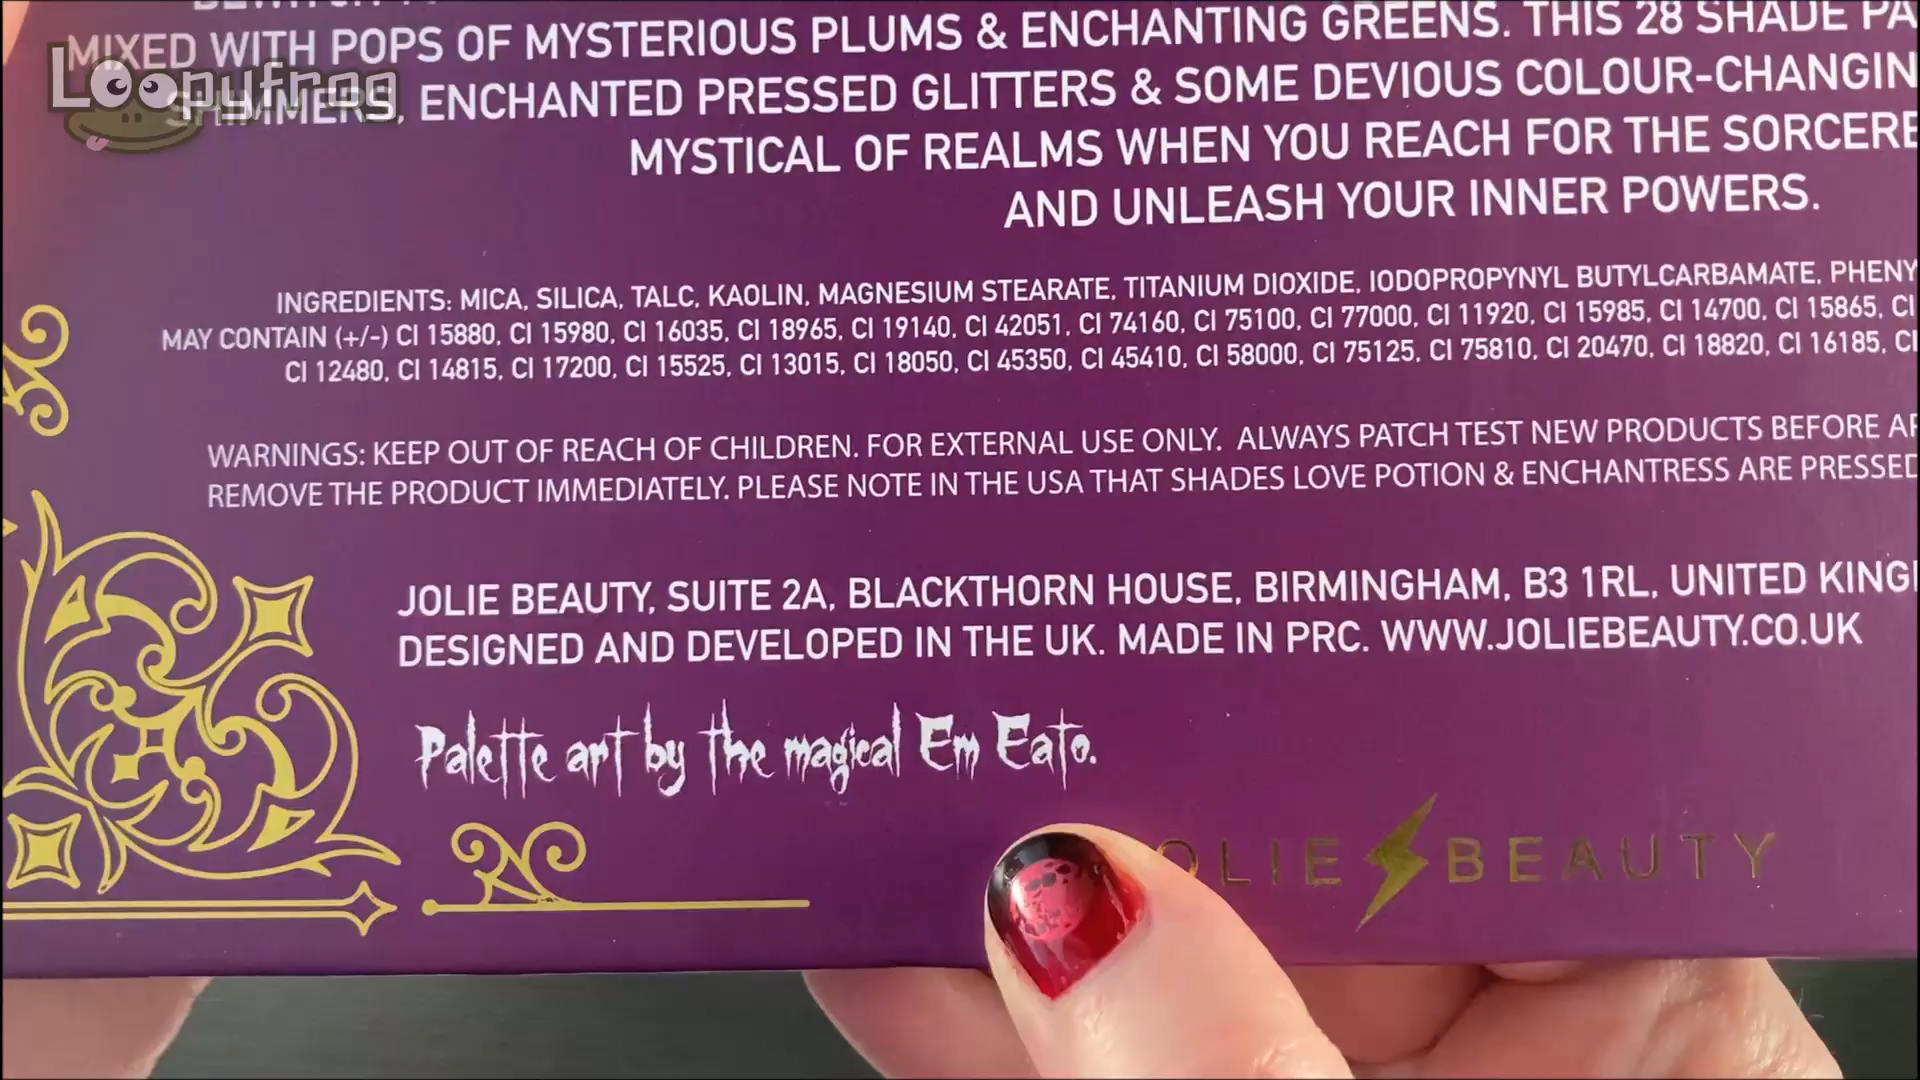 MIXED WITH POPS OF MYSTERIOUS PLUMS & ENCHANTING GREENS. THIS 28 SHADE PA
Loopyfrog
SHIMMERS, ENCHANTED PRESSED GLITTERS & SOME DEVIOUS COLOUR-CHANGIN
MYSTICAL OF REALMS WHEN YOU REACH FOR THE SORCERE
AND UNLEASH YOUR INNER POWERS.
INGREDIENTS: MICA, SILICA, TALC, KAOLIN, MAGNESIUM STEARATE, TITANIUM DIOXIDE, IODOPROPYNYL BUTYLCARBAMATE, PHENY
MAY CONTAIN (+/-) CI 15880, CI 15980, CI 16035, CI 18965, CI 19140, CI 42051, CI 74160, CI 75100, CI 77000, CI 11920, CI 15985, CI 14700, CI 15865, CI
CI 12480, CI 14815, CI 17200, CI 15525, CI 13015, CI 18050, CI 45350, CI 45410, CI 58000, CI 75125, CI 75810, CI 20470, CI 18820, CI 16185, CI
WARNINGS: KEEP OUT OF REACH OF CHILDREN. FOR EXTERNAL USE ONLY. ALWAYS PATCH TEST NEW PRODUCTS BEFORE AP
REMOVE THE PRODUCT IMMEDIATELY. PLEASE NOTE IN THE USA THAT SHADES LOVE POTION & ENCHANTRESS ARE PRESSED
JOLIE BEAUTY, SUITE 2A, BLACKTHORN HOUSE, BIRMINGHAM, B3 1RL, UNITED KING
DESIGNED AND DEVELOPED IN THE UK. MADE IN PRC. WWW.JOLIEBEAUTY.CO.UK
Palette art by the magical Em Eato.
OLIE BEAUTY